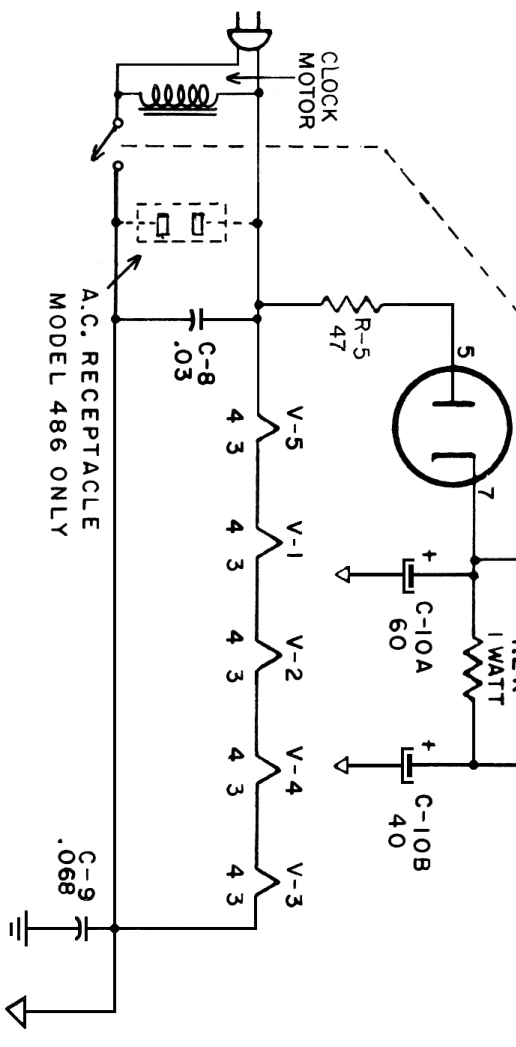 CLOCK
MOTOR
A.C. RECEPTACLE
MODEL 486 ONLY
R-5
47
5
7
C-8
.03
V-5
4 3
V-1
4 3
V-2
4 3
V-4
4 3
V-3
4 3
+
C-10A
60
1 WATT
+
C-10B
40
C-9
.068